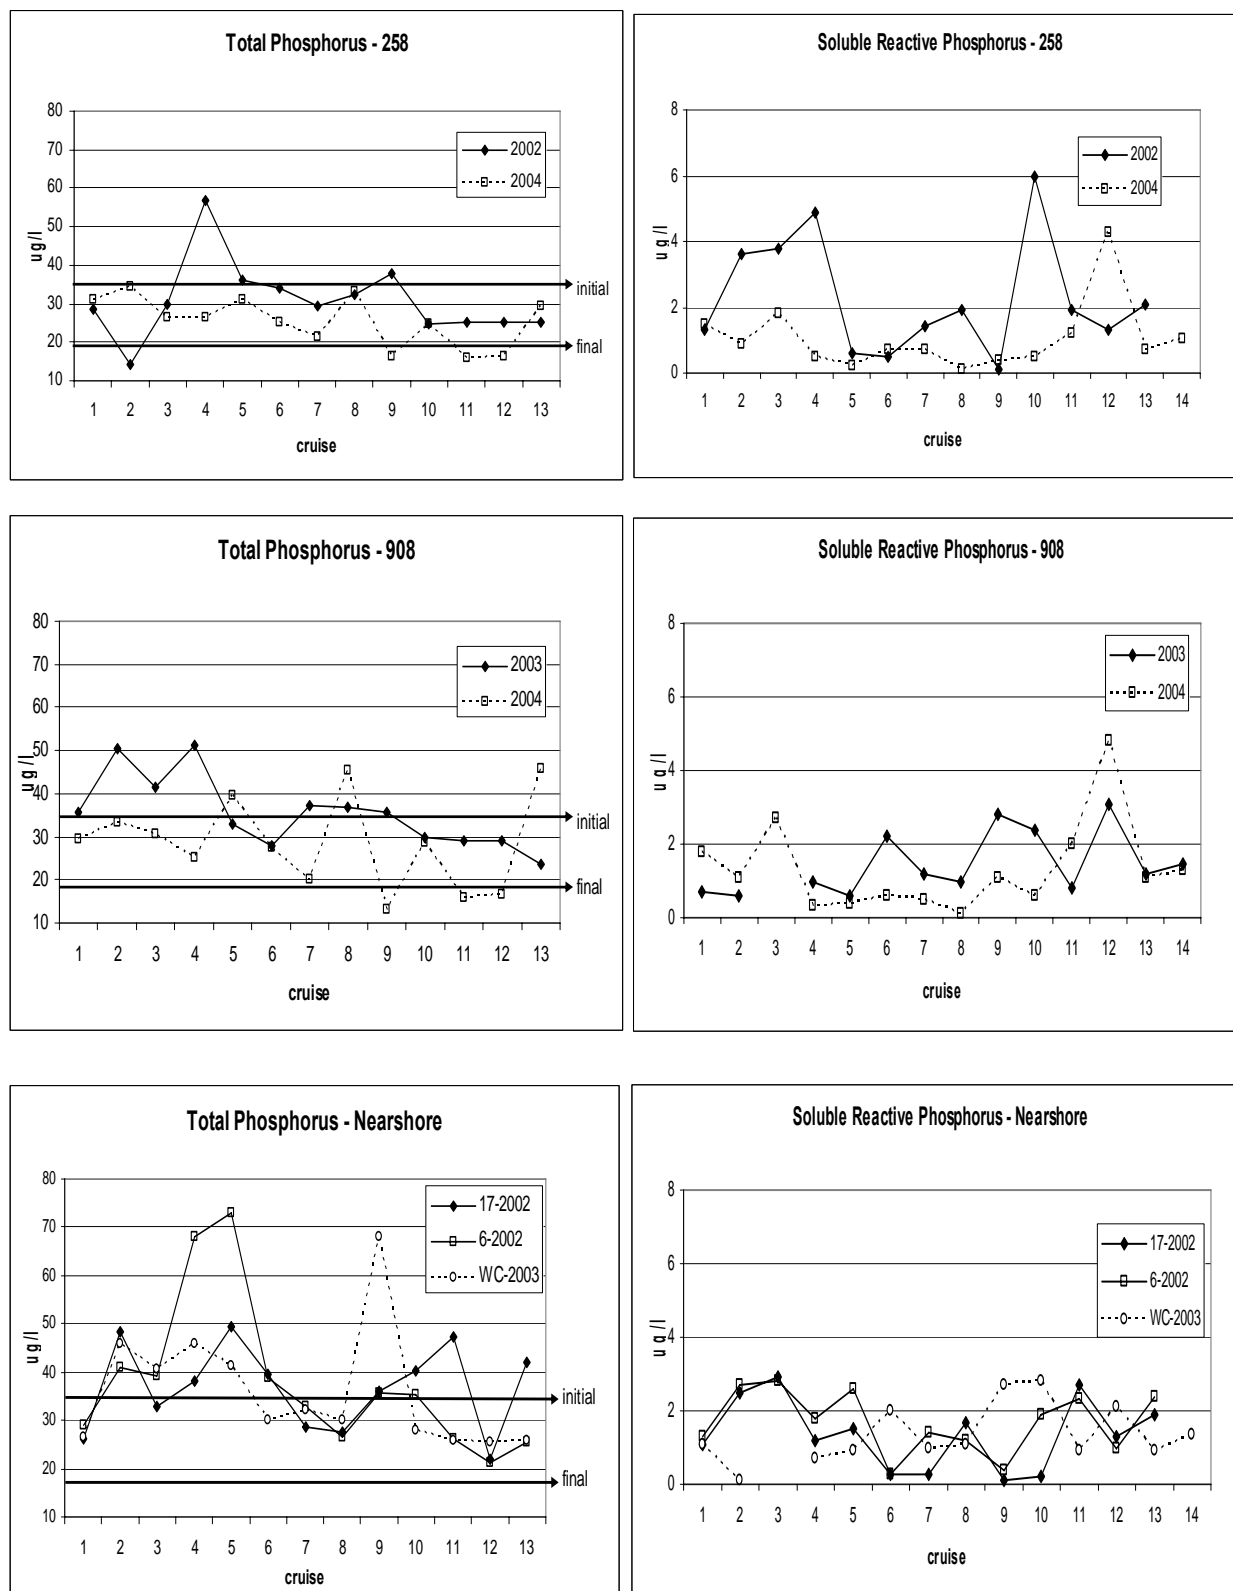 Total Phosphorus - 258
80
70
60
50
40
30
20
10
ug/l
2002
2004
initial
final
1 2 3 4 5 6 7 8 9 10 11 12 13
cruise
Soluble Reactive Phosphorus - 258
8
6
4
2
0
ug/l
2002
2004
1 2 3 4 5 6 7 8 9 10 11 12 13 14
cruise
Total Phosphorus - 908
80
70
60
50
40
30
20
10
ug/l
2003
2004
initial
final
1 2 3 4 5 6 7 8 9 10 11 12 13
cruise
Soluble Reactive Phosphorus - 908
8
6
4
2
0
ug/l
2003
2004
1 2 3 4 5 6 7 8 9 10 11 12 13 14
cruise
Total Phosphorus - Nearshore
80
70
60
50
40
30
20
10
ug/l
17-2002
6-2002
WC-2003
initial
final
1 2 3 4 5 6 7 8 9 10 11 12 13
cruise
Soluble Reactive Phosphorus - Nearshore
8
6
4
2
0
ug/l
17-2002
6-2002
WC-2003
1 2 3 4 5 6 7 8 9 10 11 12 13 14
cruise